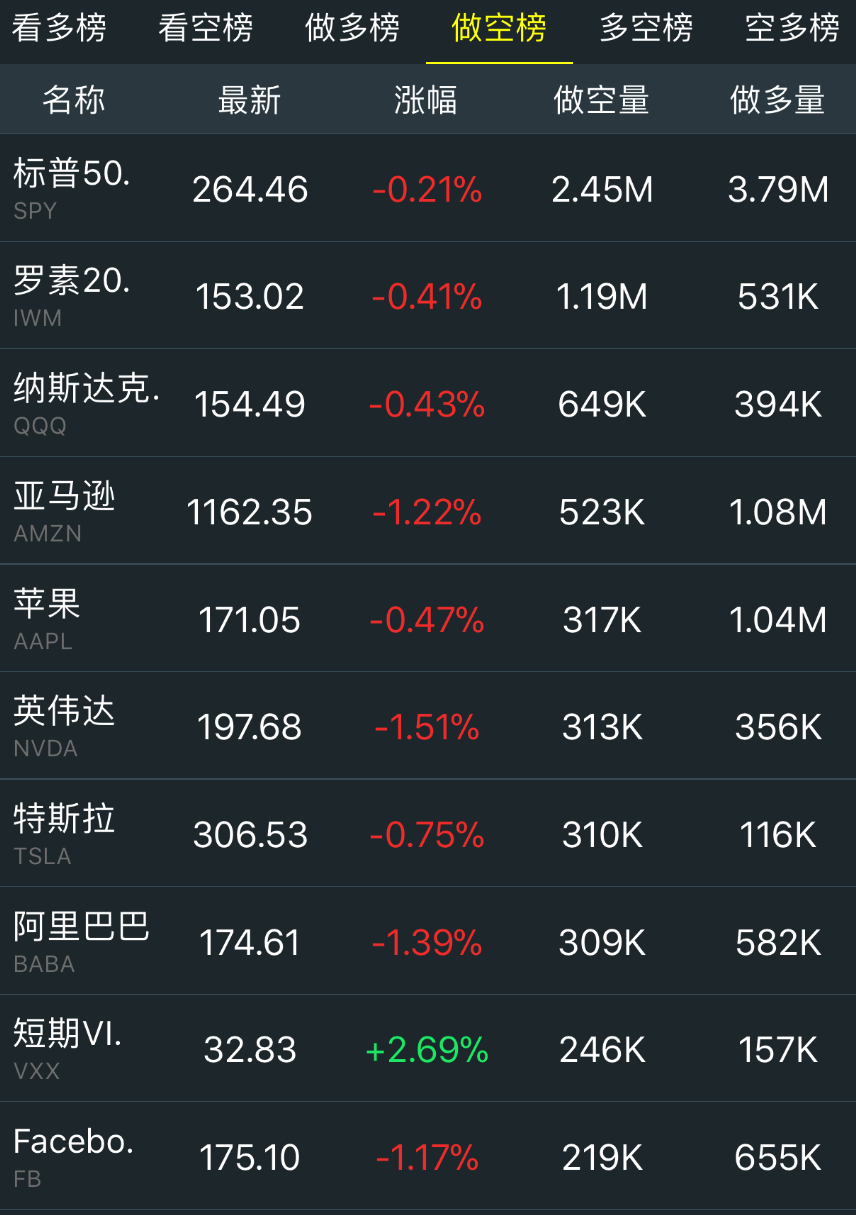 看多榜 看空榜 做多榜 做空榜 多空榜 空多榜
名称 最新 涨幅 做空量 做多量
标普50. 264.46 -0.21% 2.45M 3.79M
SPY
罗素20. 153.02 -0.41% 1.19M 531K
IWM
纳斯达克. 154.49 -0.43% 649K 394K
QQQ
亚马逊 1162.35 -1.22% 523K 1.08M
AMZN
苹果 171.05 -0.47% 317K 1.04M
AAPL
英伟达 197.68 -1.51% 313K 356K
NVDA
特斯拉 306.53 -0.75% 310K 116K
TSLA
阿里巴巴 174.61 -1.39% 309K 582K
BABA
短期VI. 32.83 +2.69% 246K 157K
VXX
Facebo. 175.10 -1.17% 219K 655K
FB